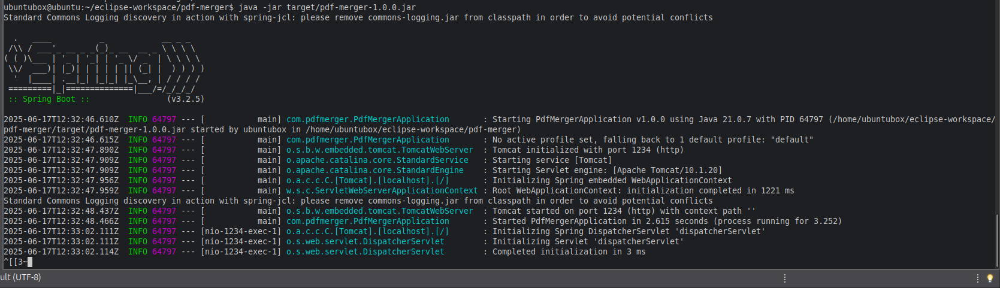 ubuntubox@ubuntu:~/eclipse-workspace/pdf-merger$ java -jar target/pdf-merger-1.0.0.jar
Standard Commons Logging discovery in action with spring-jcl: please remove commons-logging.jar from classpath in order to avoid potential conflicts

  .   ____          _            __ _ _
 /\\ / ___'_ __ _ _(_)_ __  __ _ \ \ \ \
( ( )\___ | '_ | '_| | '_ \/ _` | \ \ \ \
 \\/  ___)| |_)| | | | | || (_| |  ) ) ) )
  '  |____| .__|_| |_|_| |_\__, | / / / /
 =========|_|==============|___/=/_/_/_/
 :: Spring Boot ::                (v3.2.5)

2025-06-17T12:32:46.610Z  INFO 64797 --- [           main] com.pdfmerger.PdfMergerApplication       : Starting PdfMergerApplication v1.0.0 using Java 21.0.7 with PID 64797 (/home/ubuntubox/eclipse-workspace/
pdf-merger/target/pdf-merger-1.0.0.jar started by ubuntubox in /home/ubuntubox/eclipse-workspace/pdf-merger)
2025-06-17T12:32:46.615Z  INFO 64797 --- [           main] com.pdfmerger.PdfMergerApplication       : No active profile set, falling back to 1 default profile: "default"
2025-06-17T12:32:47.890Z  INFO 64797 --- [           main] o.s.b.w.embedded.tomcat.TomcatWebServer  : Tomcat initialized with port 1234 (http)
2025-06-17T12:32:47.909Z  INFO 64797 --- [           main] o.apache.catalina.core.StandardService   : Starting service [Tomcat]
2025-06-17T12:32:47.909Z  INFO 64797 --- [           main] o.apache.catalina.core.StandardEngine    : Starting Servlet engine: [Apache Tomcat/10.1.20]
2025-06-17T12:32:47.956Z  INFO 64797 --- [           main] o.a.c.c.C.[Tomcat].[localhost].[/]       : Initializing Spring embedded WebApplicationContext
2025-06-17T12:32:47.959Z  INFO 64797 --- [           main] w.s.c.ServletWebServerApplicationContext : Root WebApplicationContext: initialization completed in 1221 ms
Standard Commons Logging discovery in action with spring-jcl: please remove commons-logging.jar from classpath in order to avoid potential conflicts
2025-06-17T12:32:48.437Z  INFO 64797 --- [           main] o.s.b.w.embedded.tomcat.TomcatWebServer  : Tomcat started on port 1234 (http) with context path ''
2025-06-17T12:32:48.466Z  INFO 64797 --- [           main] com.pdfmerger.PdfMergerApplication       : Started PdfMergerApplication in 2.615 seconds (process running for 3.252)
2025-06-17T12:33:02.111Z  INFO 64797 --- [nio-1234-exec-1] o.a.c.c.C.[Tomcat].[localhost].[/]       : Initializing Spring DispatcherServlet 'dispatcherServlet'
2025-06-17T12:33:02.111Z  INFO 64797 --- [nio-1234-exec-1] o.s.web.servlet.DispatcherServlet        : Initializing Servlet 'dispatcherServlet'
2025-06-17T12:33:02.114Z  INFO 64797 --- [nio-1234-exec-1] o.s.web.servlet.DispatcherServlet        : Completed initialization in 3 ms
^[[3~
ult (UTF-8)